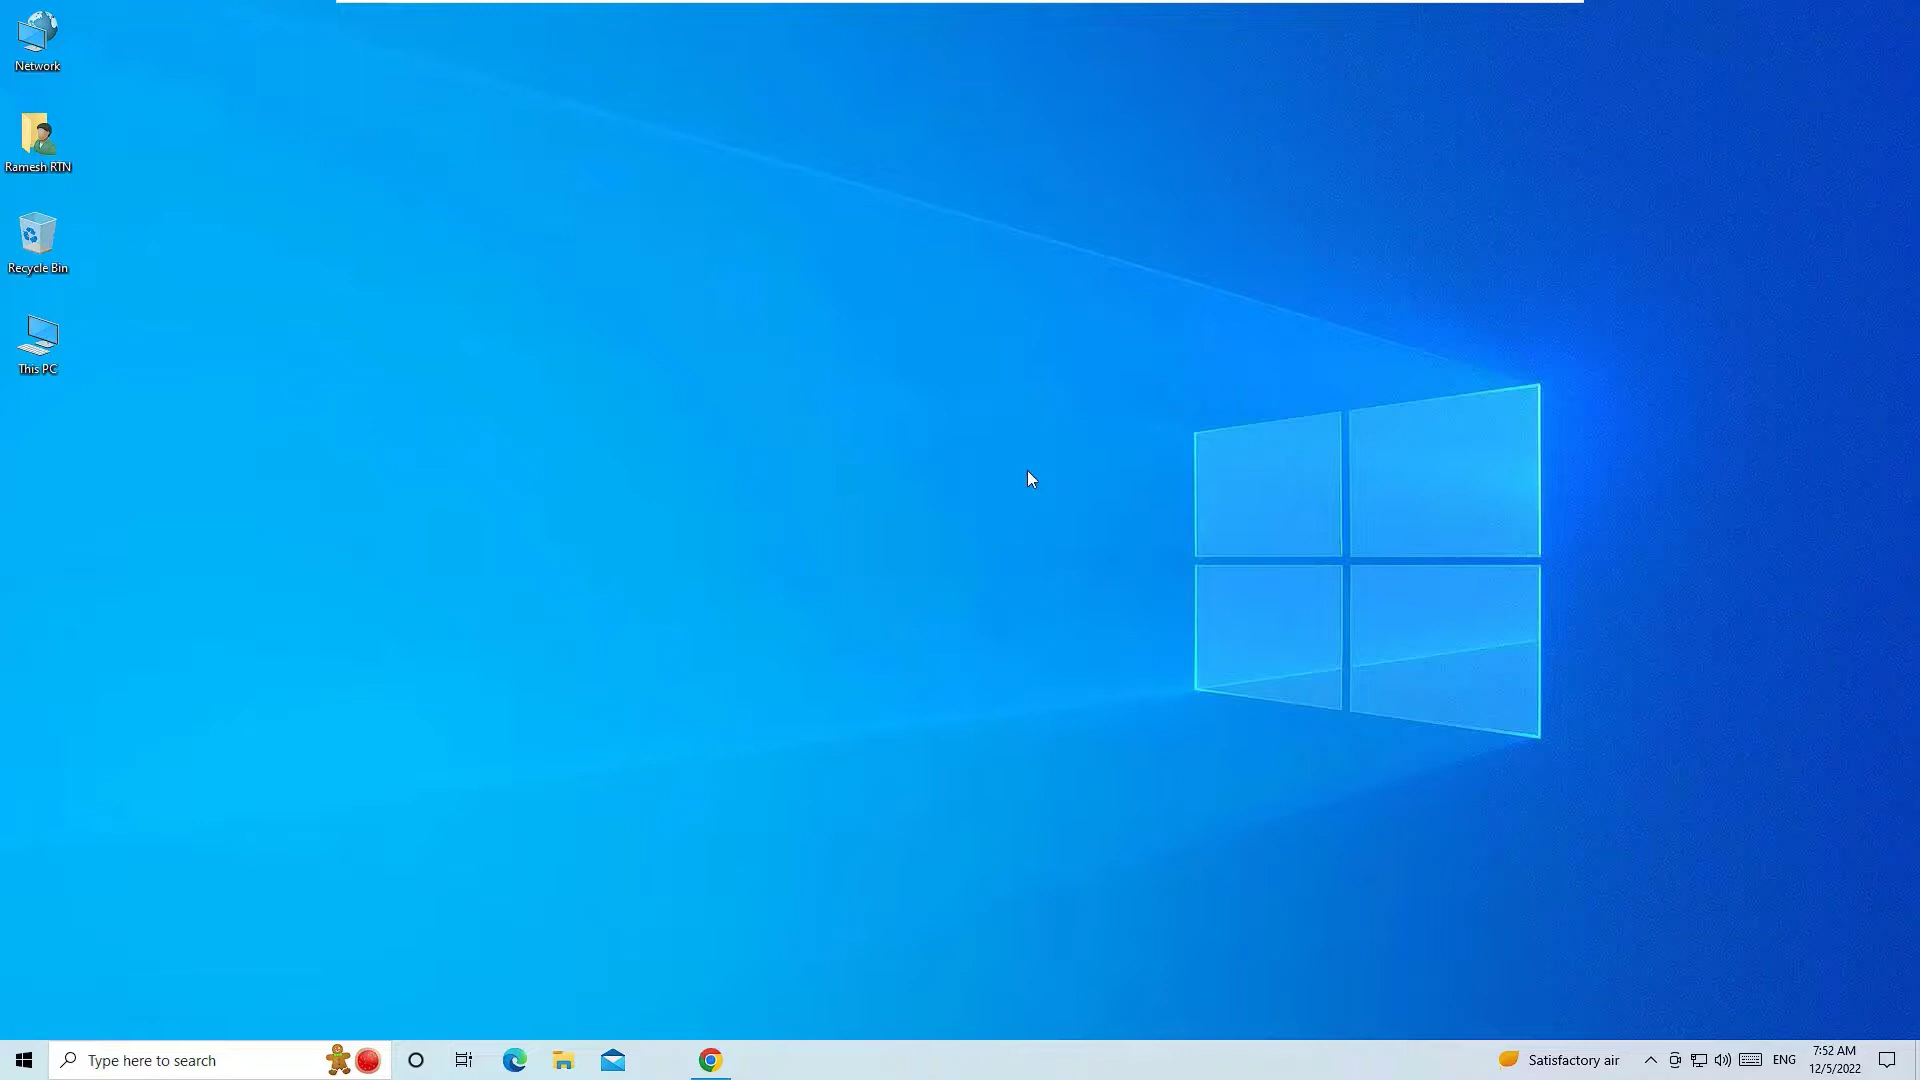 Network
Ramesh RTN
Recycle Bin
This PC
Type here to search
Satisfactory air
ENG
7:52 AM
12/5/2022